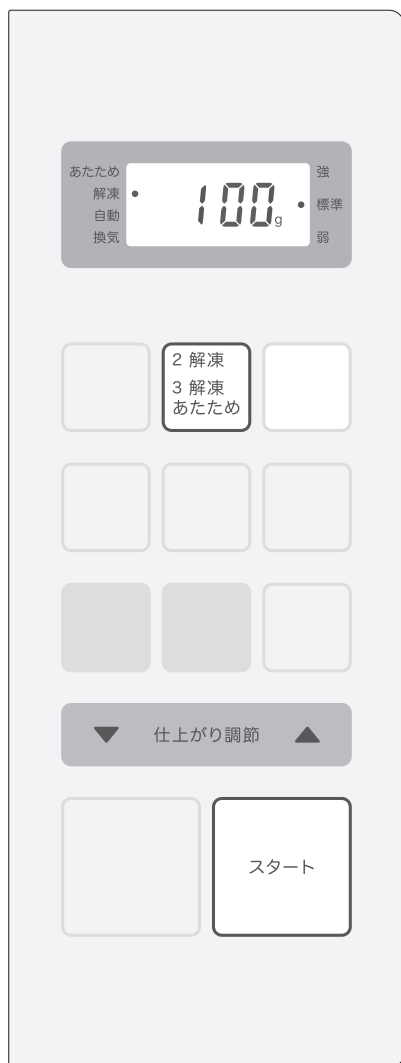 あたため
解凍
自動
換気
100g
強
標準
弱
2 解凍
3 解凍
あたため
▼ 仕上がり調節 ▲
スタート